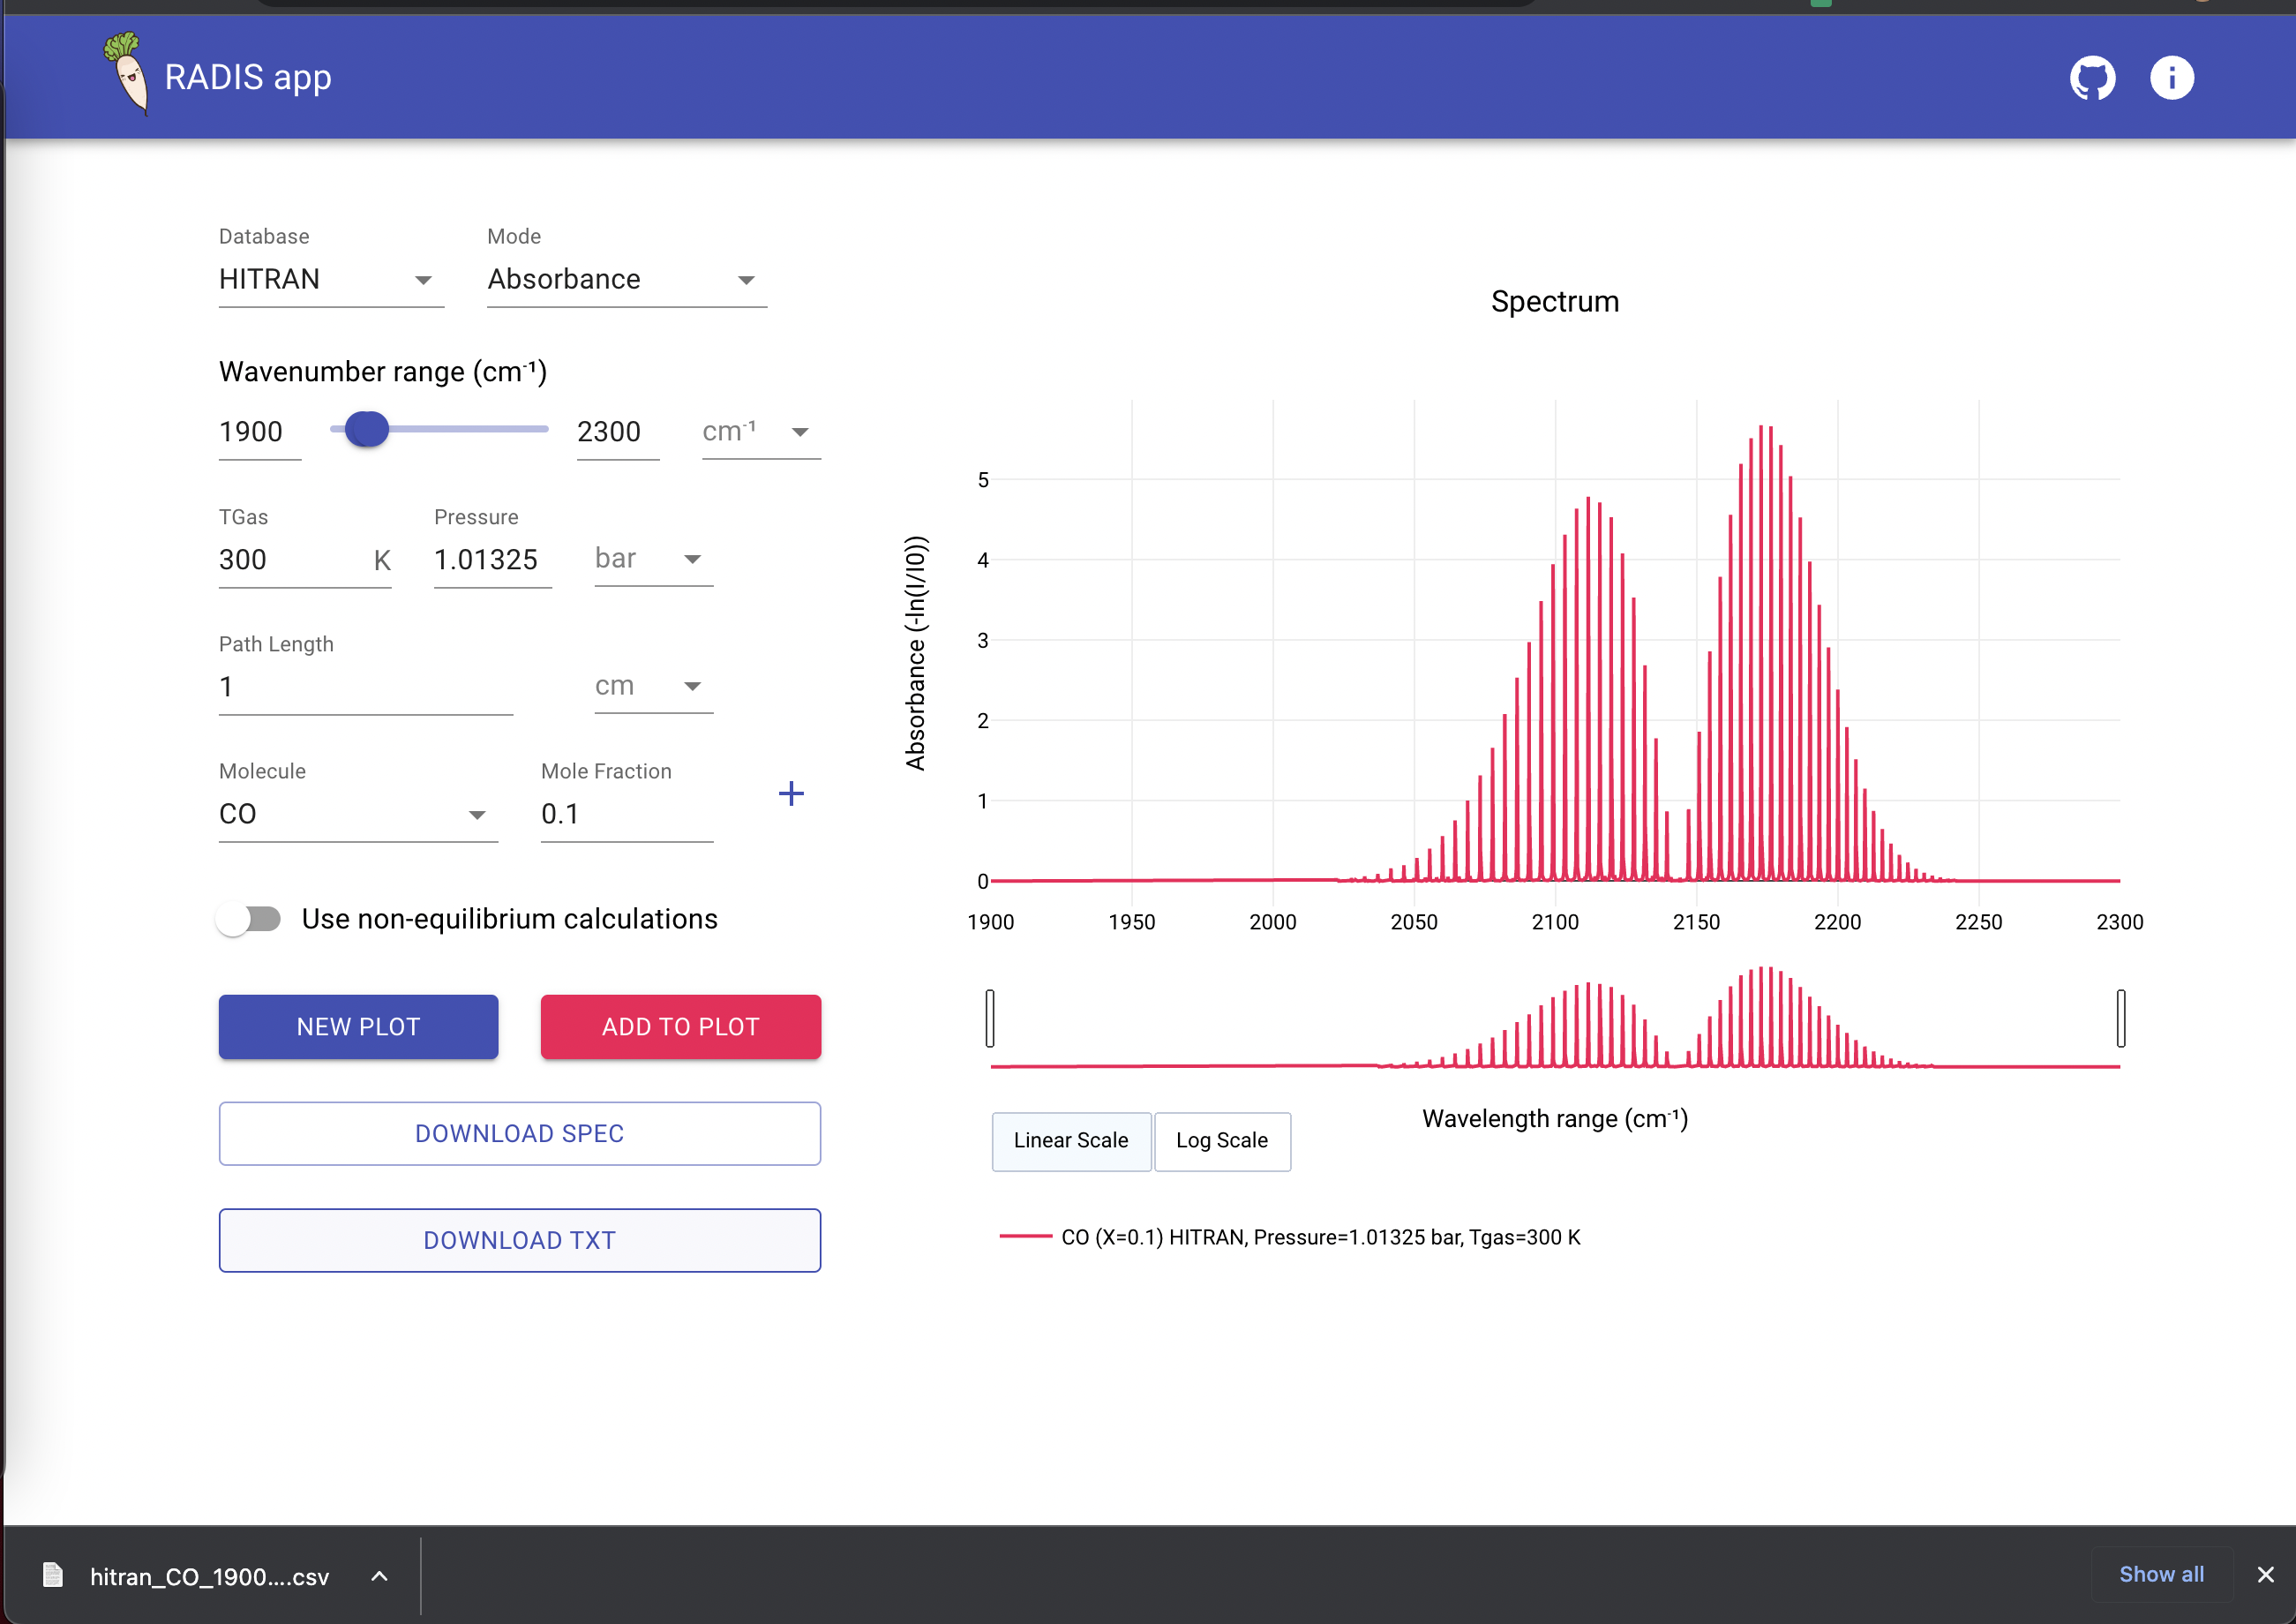 RADIS app
Database
Mode
HITRAN
Absorbance
Wavenumber range (cm⁻¹)
1900
2300
cm⁻¹
TGas
Pressure
300
K
1.01325
bar
Path Length
1
cm
Molecule
Mole Fraction
CO
0.1
+
Use non-equilibrium calculations
NEW PLOT
ADD TO PLOT
DOWNLOAD SPEC
DOWNLOAD TXT
Spectrum
Absorbance (-ln(I/I0))
5
4
3
2
1
0
1900
1950
2000
2050
2100
2150
2200
2250
2300
Wavelength range (cm⁻¹)
Linear Scale
Log Scale
CO (X=0.1) HITRAN, Pressure=1.01325 bar, Tgas=300 K
hitran_CO_1900....csv
Show all